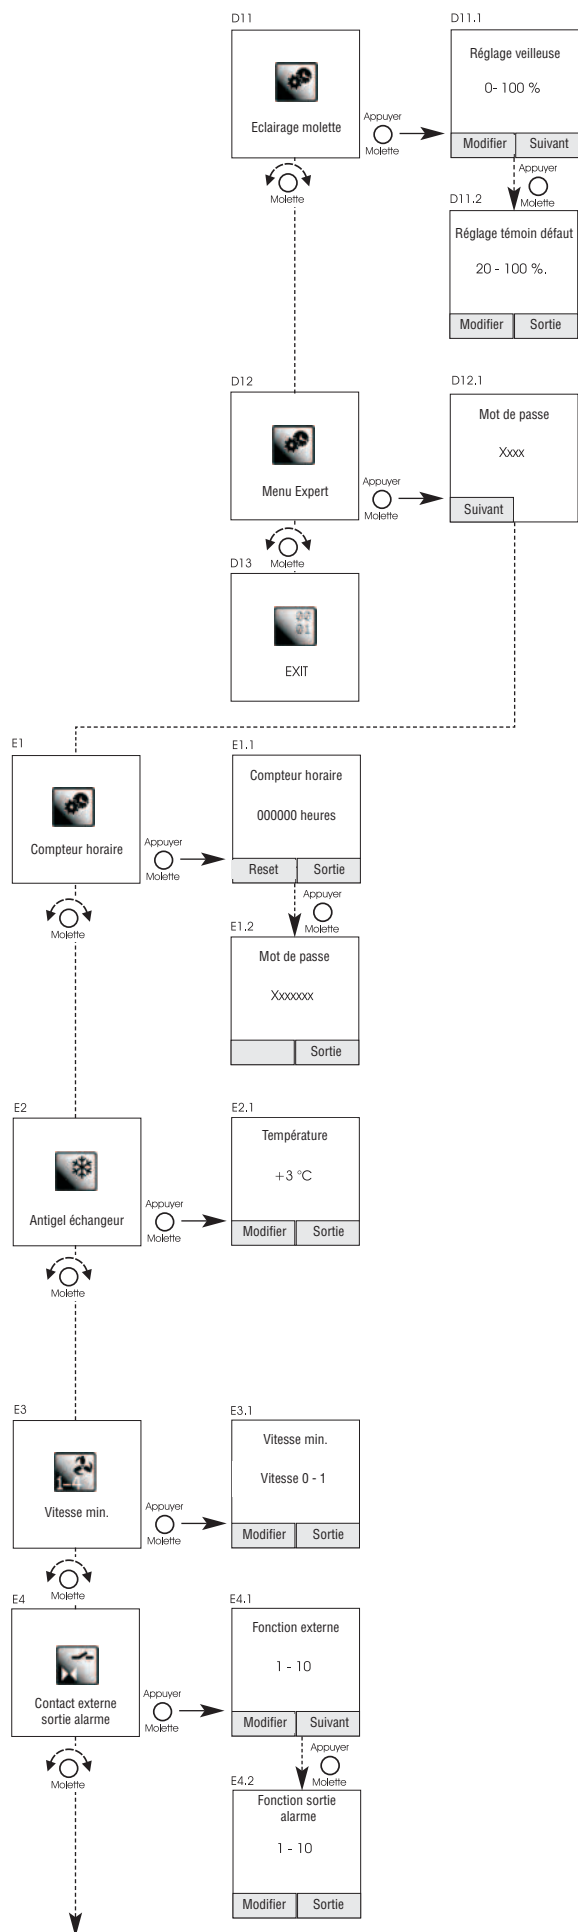 D11
D11.1
Réglage veilleuse
0- 100 %
Eclairage molette
Appuyer
Molette
Modifier Suivant
Molette
Appuyer
Molette
D11.2
Réglage témoin défaut
20 - 100 %.
Modifier Sortie
D12
D12.1
Mot de passe
Xxxx
Menu Expert
Appuyer
Molette
Suivant
Molette
D13
00
01
EXIT
E1
E1.1
Compteur horaire
000000 heures
Compteur horaire
Appuyer
Molette
Reset Sortie
Molette
Appuyer
Molette
E1.2
Mot de passe
Xxxxxxx
Sortie
E2
E2.1
Température
+3 °C
Antigel échangeur
Appuyer
Molette
Modifier Sortie
Molette
E3
E3.1
Vitesse min.
Vitesse 0 - 1
1-4
Vitesse min.
Appuyer
Molette
Modifier Sortie
Molette
E4
E4.1
Fonction externe
1 - 10
Contact externe
sortie alarme
Appuyer
Molette
Modifier Suivant
Molette
Appuyer
Molette
E4.2
Fonction sortie
alarme
1 - 10
Modifier Sortie